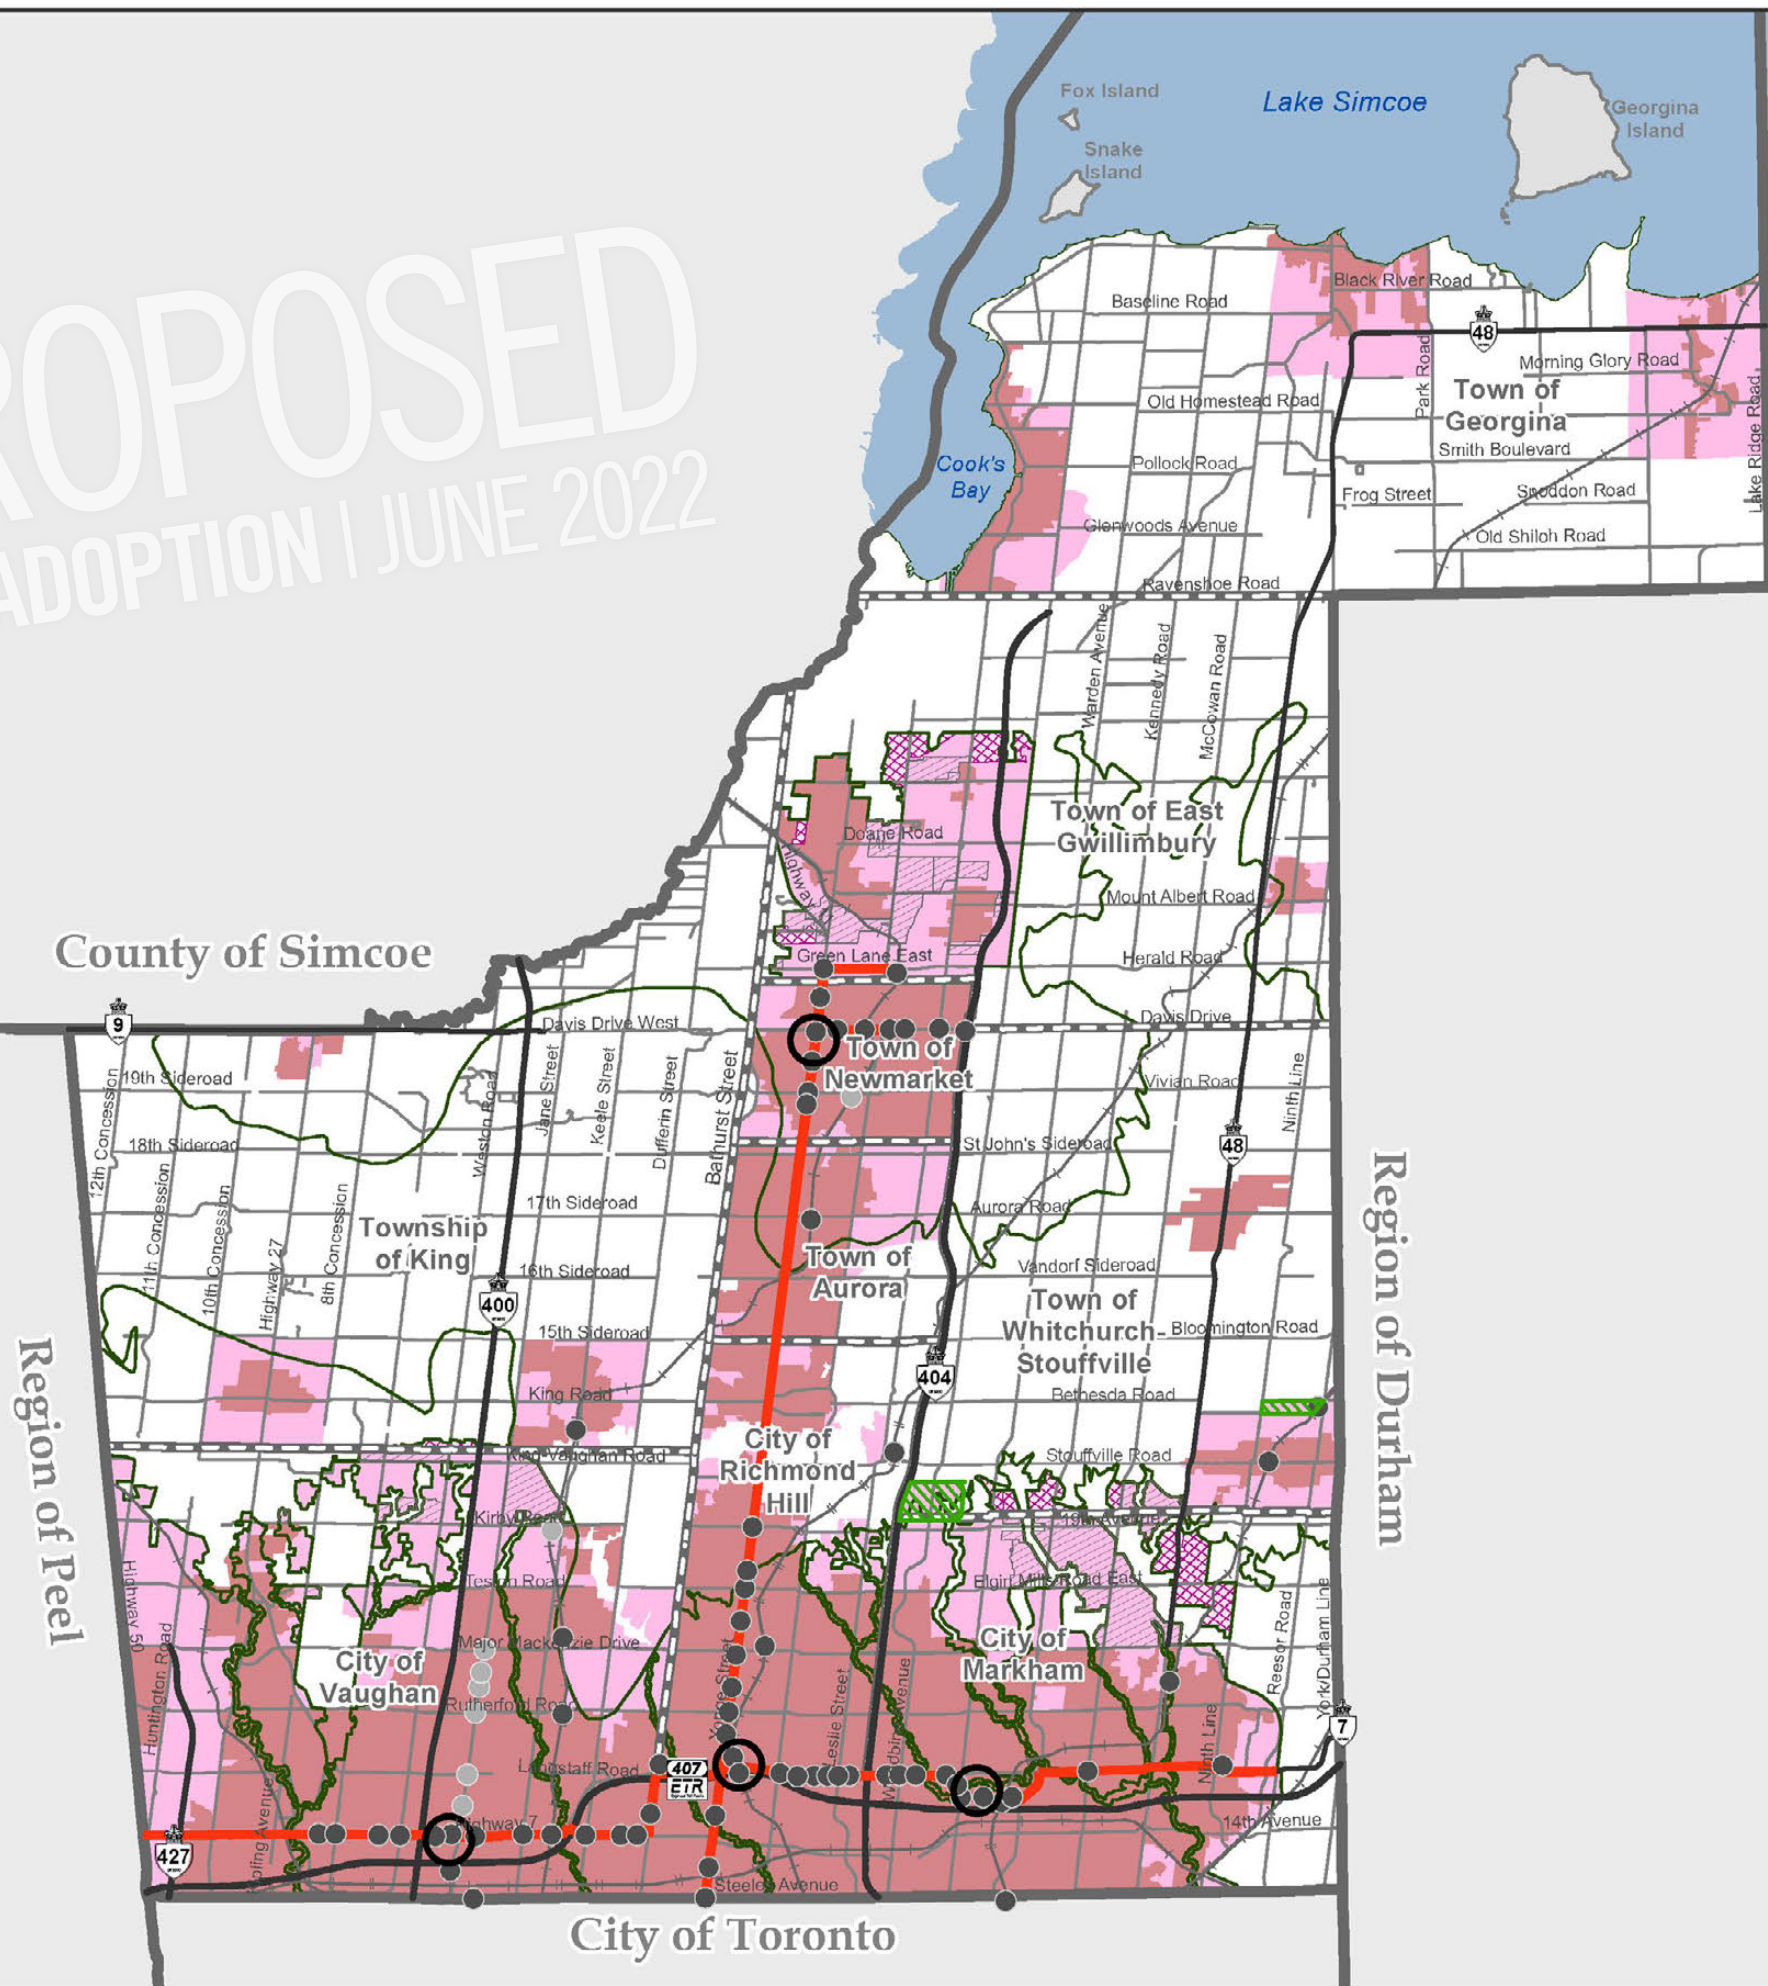 Fox Island
Lake Simcoe
Georgina
Island
Snake
Island
ROPOSED
ADOPTION | JUNE 2022
Black River Road
Baseline Road
48
Morning Glory Road
Park Road
Town of
Georgina
Old Homestead Road
Lake Ridge Road
Smith Boulevard
Cook's
Bay
Pollock Road
Frog Street
Snoddon Road
Glenwoods Avenue
Old Shiloh Road
Ravenshoe Road
Warden Avenue
Kennedy Road
McCowan Road
Town of East
Gwillimbury
Doane Road
Highway
Mount Albert Road
County of Simcoe
Green Lane East
Herald Road
9
Davis Drive West
Davis Drive
Town of
Newmarket
19th Sideroad
Vivian Road
Ninth Line
12th Concession
Weston Road
Jane Street
Keele Street
Dufferin Street
Bathurst Street
18th Sideroad
St John's Sideroad
48
11th Concession
10th Concession
Highway 27
8th Concession
17th Sideroad
Aurora Road
Township
of King
Town of
Aurora
16th Sideroad
Vandorf Sideroad
400
Town of
Whitchurch-
Stouffville
15th Sideroad
Bloomington Road
404
King Road
Bethesda Road
Region of Peel
Region of Durham
City of
Richmond
Hill
King-Vaughan Road
Stouffville Road
Kirby Road
19th Avenue
Teston Road
Elgin Mills Road East
Highway 50
Huntington Road
Major Mackenzie Drive
City of
Vaughan
City of
Markham
Reesor Road
York/Durham Line
Rutherford Road
Yonge Street
Leslie Street
Woodbine Avenue
Ninth Line
7
Langstaff Road
407
ETR
Highway 7
14th Avenue
427
Steeles Avenue
City of Toronto